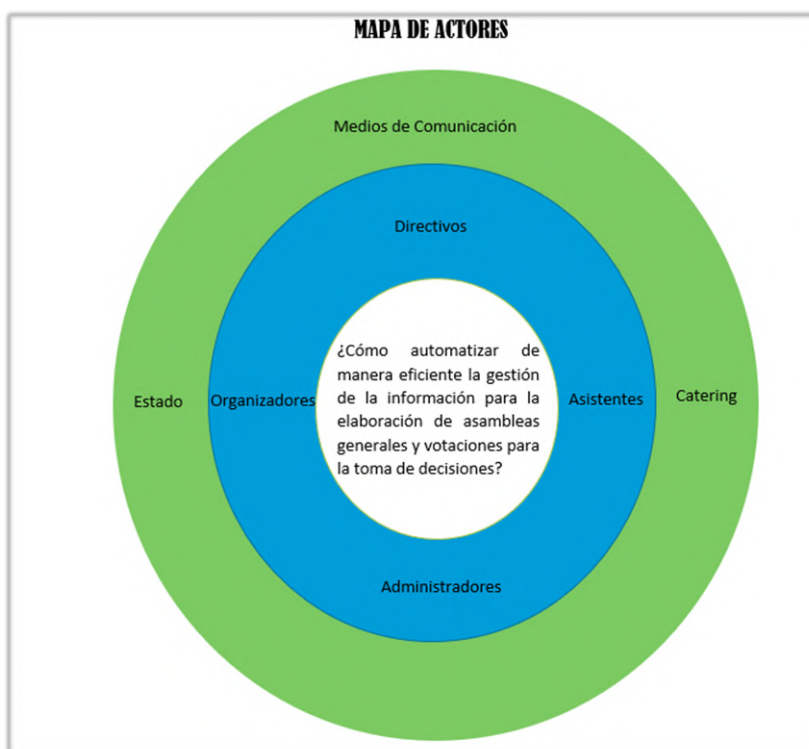 MAPA DE ACTORES
Medios de Comunicación
Directivos
¿Cómo automatizar de
manera eficiente la gestión
de la información para la
elaboración de asambleas
generales y votaciones para
la toma de decisiones?
Estado
Organizadores
Asistentes
Catering
Administradores